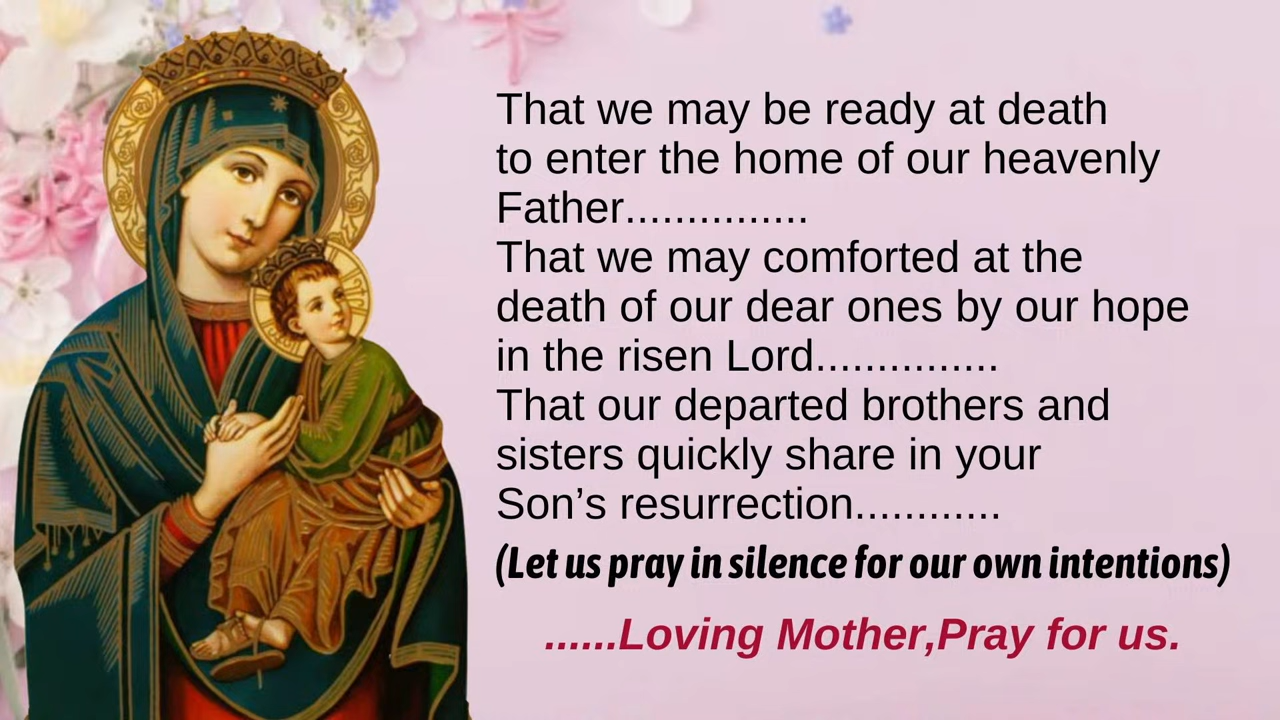 That we may be ready at death
to enter the home of our heavenly
Father...............
That we may comforted at the
death of our dear ones by our hope
in the risen Lord...............
That our departed brothers and
sisters quickly share in your
Son’s resurrection............
(Let us pray in silence for our own intentions)
......Loving Mother,Pray for us.